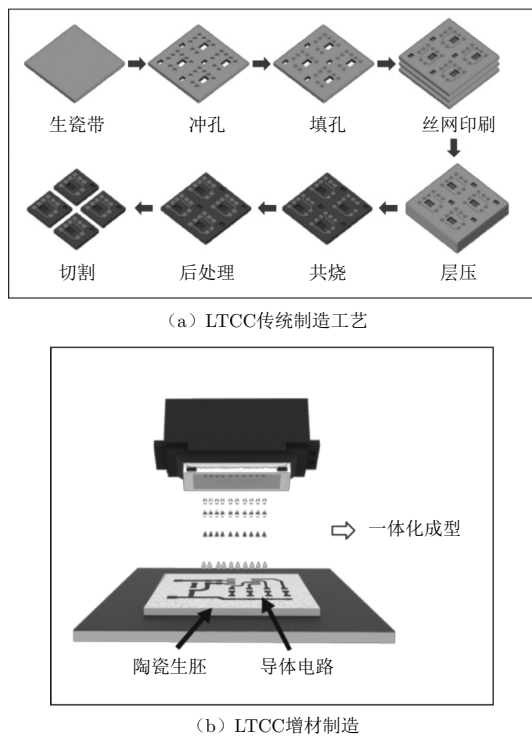 生瓷带
冲孔
填孔
丝网印刷
切割
后处理
共烧
层压
（a）LTCC传统制造工艺
一体化成型
陶瓷生胚
导体电路
（b）LTCC增材制造